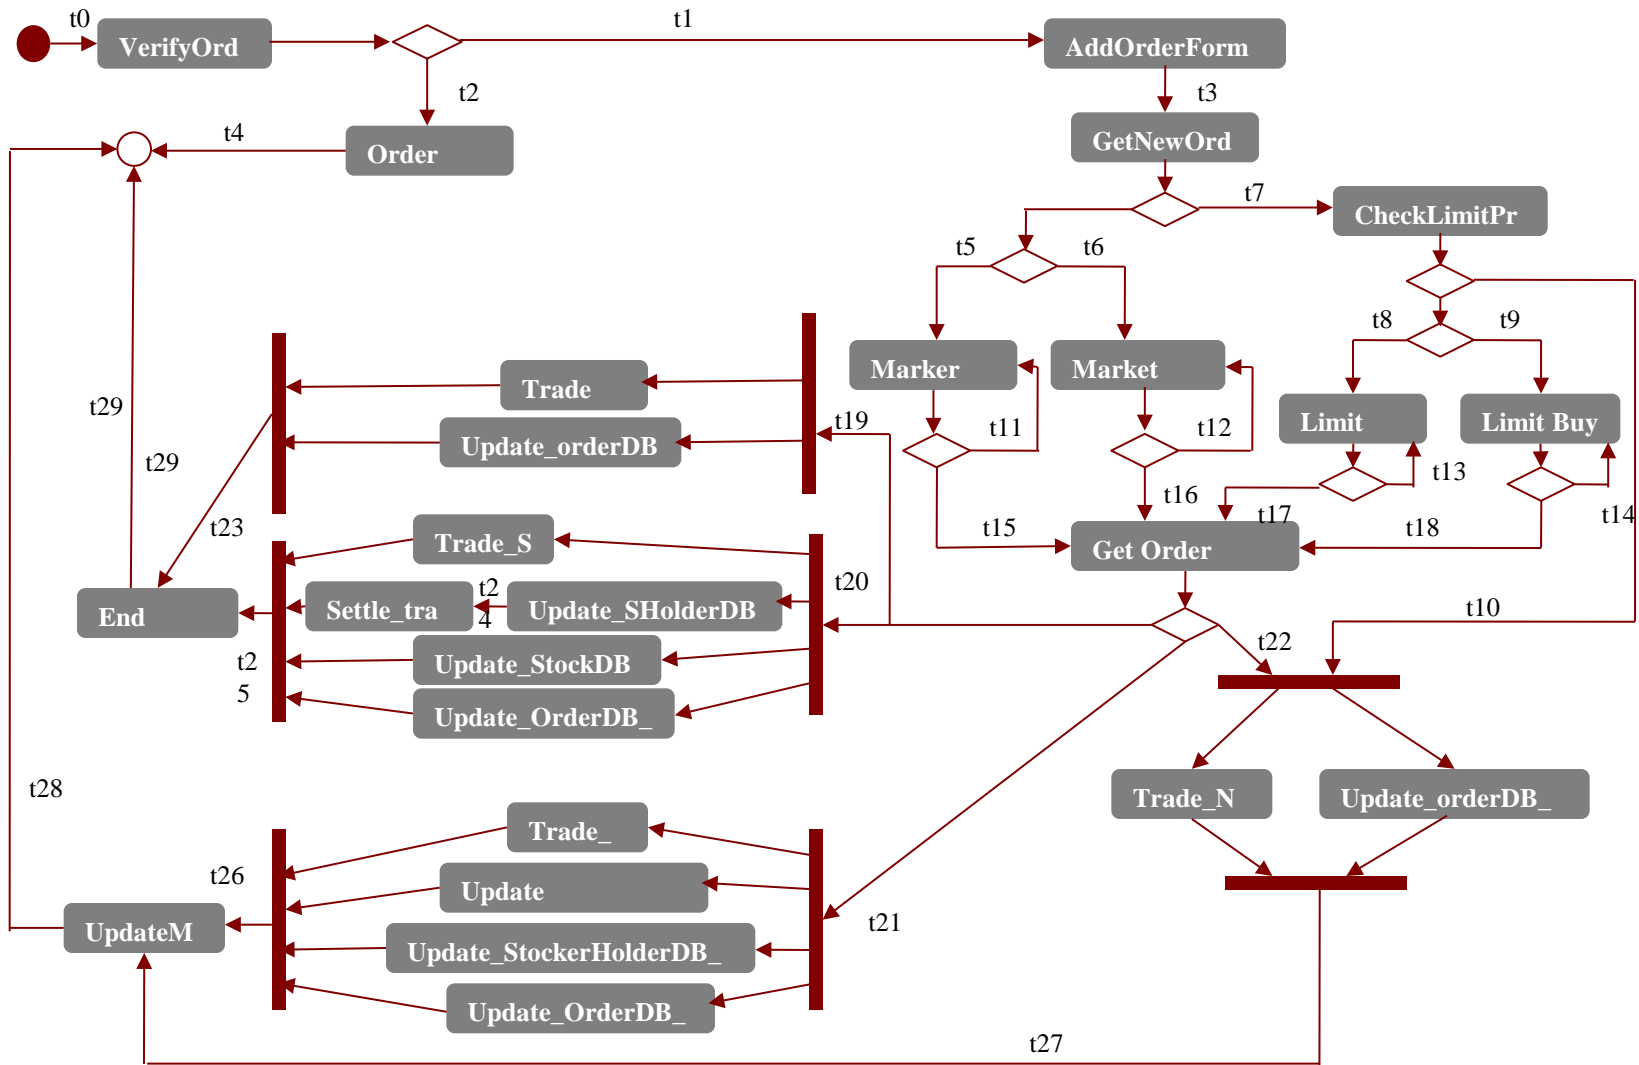 t0
t1
VerifyOrd
AddOrderForm
t2
t3
t4
Order
GetNewOrd
t7
CheckLimitPr
t5
t6
t8
t9
Marker
Market
Trade
t29
t19
Limit
Limit Buy
t11
t12
Update_orderDB
t29
t13
t16
t23
t17
t14
t15
t18
Trade_S
Get Order
t20
t2
4
End
Settle_tra
Update_SHolderDB
t10
t22
t2
5
Update_StockDB
Update_OrderDB_
t28
Trade_N
Update_orderDB_
Trade_
t26
Update
t21
UpdateM
Update_StockerHolderDB_
Update_OrderDB_
t27